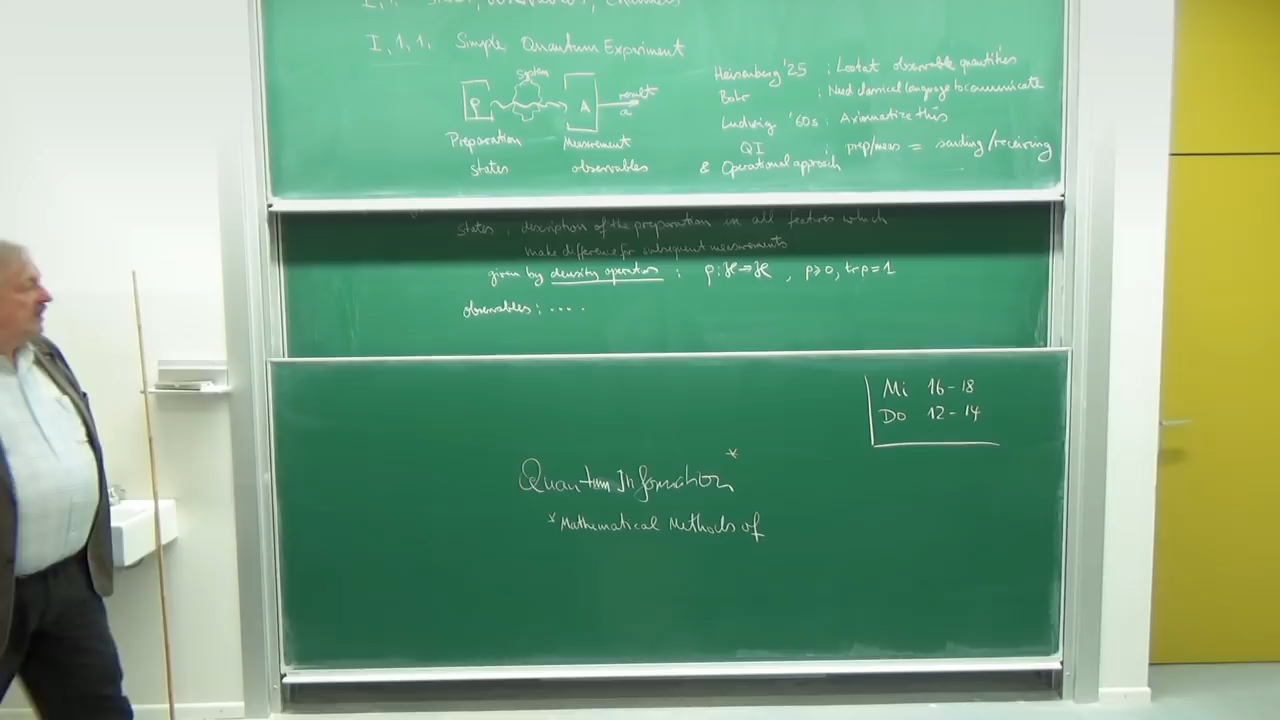 I,1,1, Simple Quantum Experiment
system
ρ A result a
Preparation Measurement
states observables
Heisenberg '25 : Look at observable quantities
Bohr : Need classical language to communicate
Ludwig '60s : Axiomatize this
QI : prep/meas = sending/receiving
& Operational approach
states : description of the preparation in all features which
make difference for subsequent measurements
given by density operators : ρ:ℋ→ℋ , ρ≥0, tr ρ=1
observables : ....
Mi 16-18
Do 12-14
Quantum Information*
*Mathematical Methods of